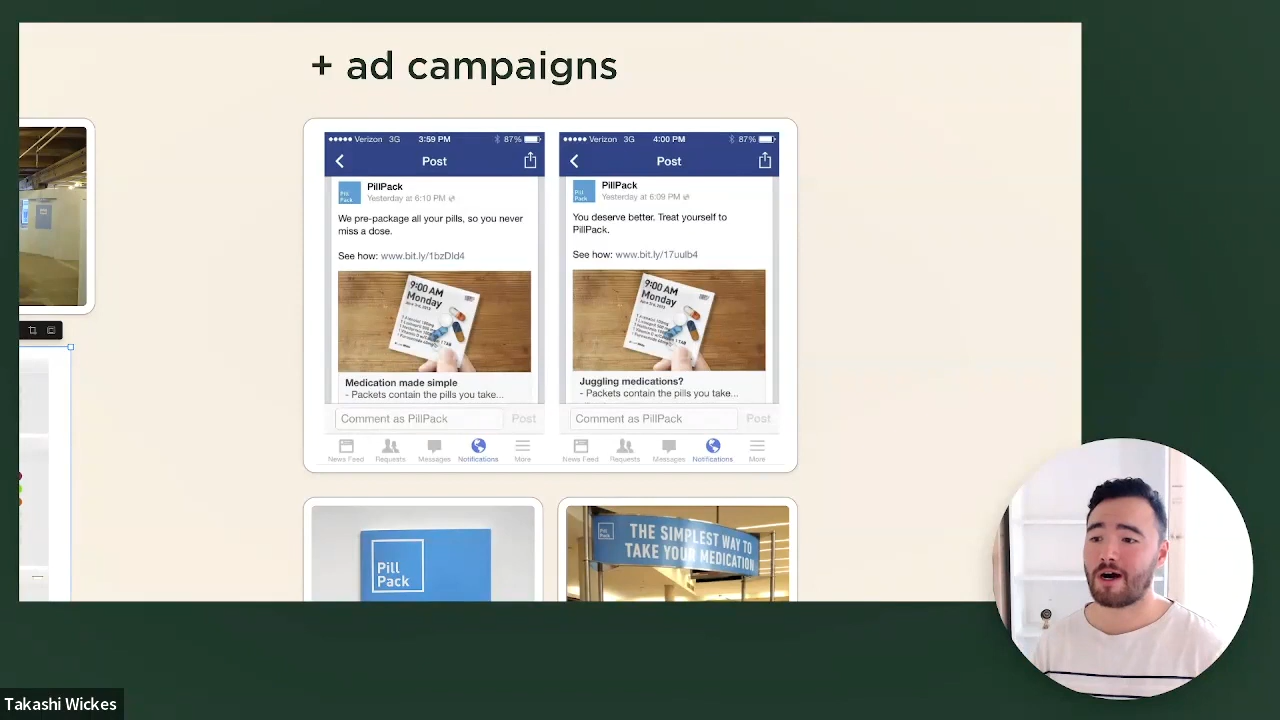 + ad campaigns
Verizon 3G 3:59 PM 87%
Post
PillPack
Yesterday at 6:10 PM
We pre-package all your pills, so you never
miss a dose.
See how: www.bit.ly/1bzDld4
9:00 AM
Monday
Medication made simple
- Packets contain the pills you take...
Comment as PillPack Post
News Feed Requests Messages Notifications More
Verizon 3G 4:00 PM 87%
Post
PillPack
Yesterday at 6:09 PM
You deserve better. Treat yourself to
PillPack.
See how: www.bit.ly/17uulb4
9:00 AM
Monday
Juggling medications?
- Packets contain the pills you take...
Comment as PillPack Post
News Feed Requests Messages Notifications More
Pill
Pack
THE SIMPLEST WAY TO
TAKE YOUR MEDICATION
Takashi Wickes